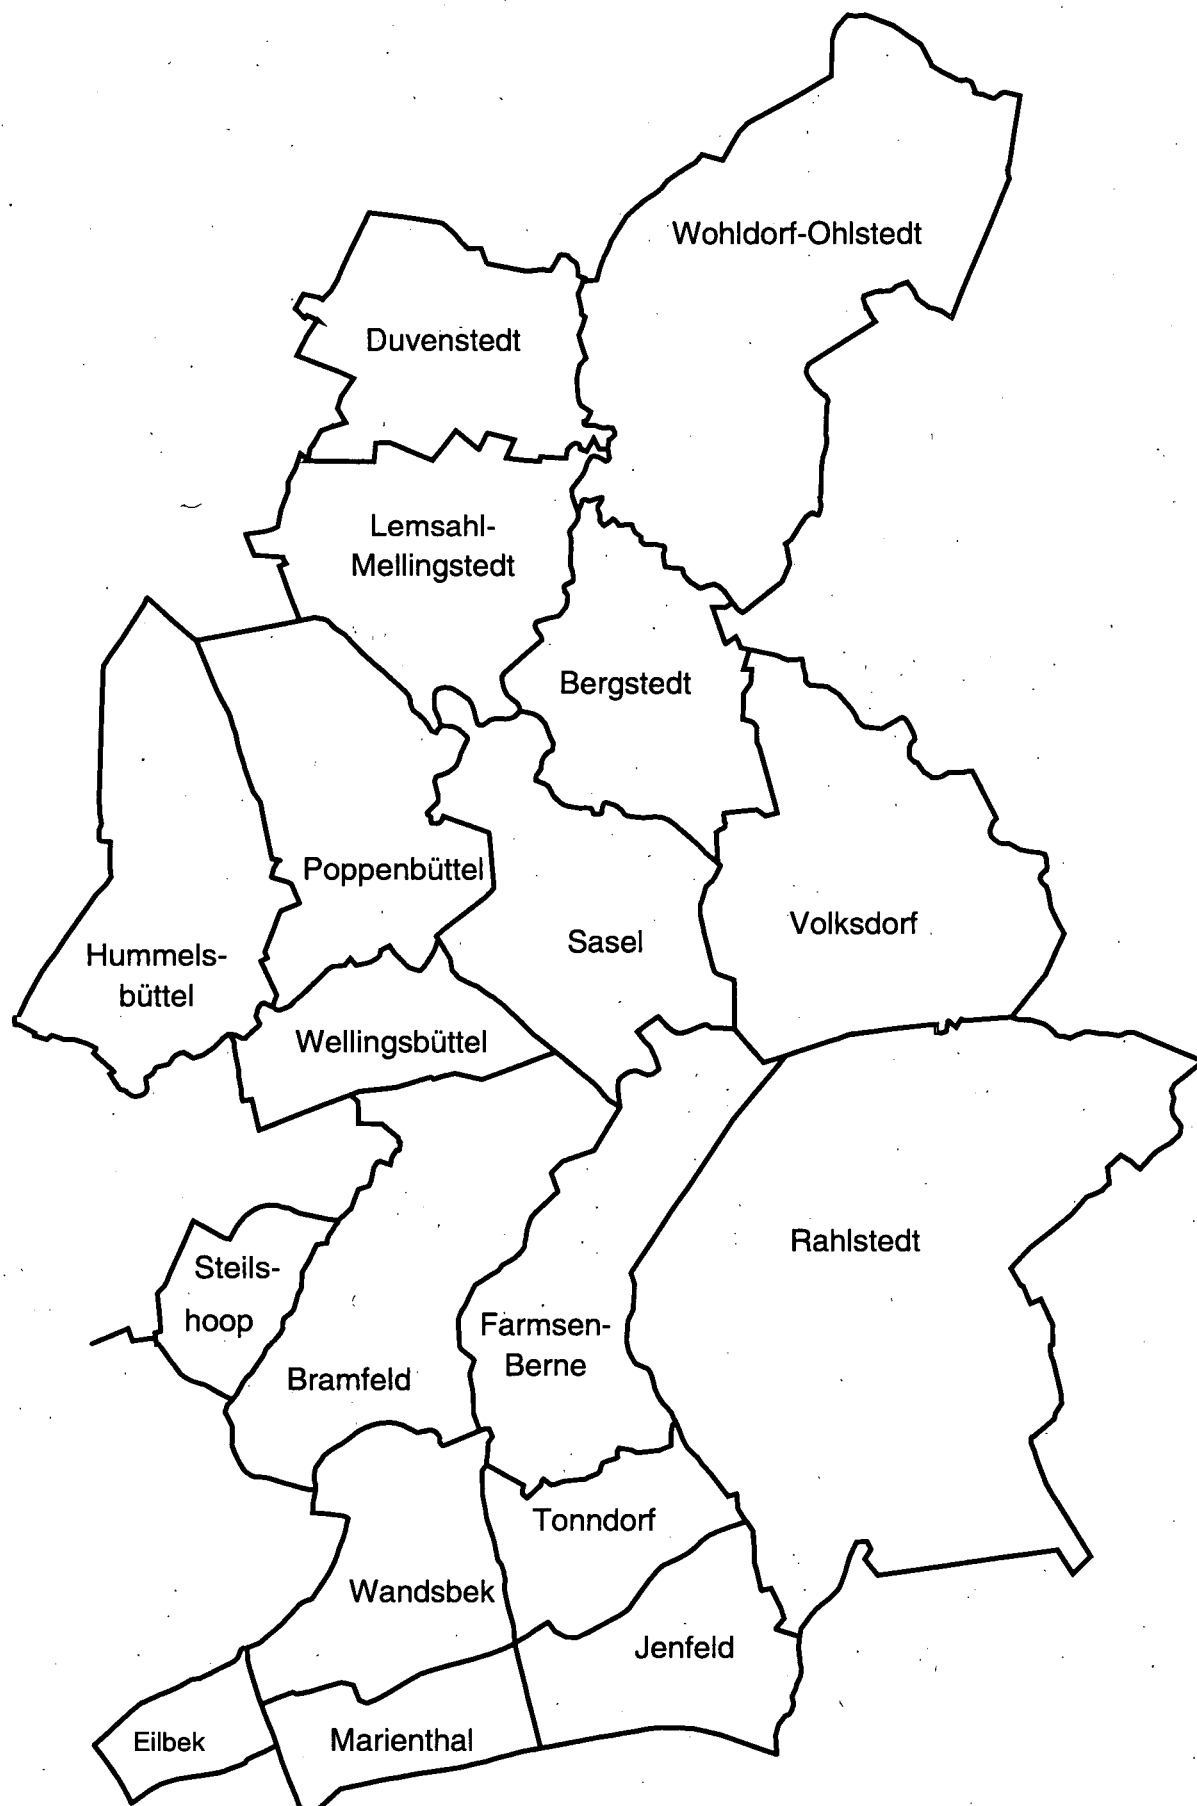 Wohldorf-Ohlstedt
Duvenstedt
Lemsahl-
Mellingstedt
Bergstedt
Poppenbüttel
Volksdorf
Sasel
Hummels-
büttel
Wellingsbüttel
Rahlstedt
Steils-
hoop
Farmsen-
Berne
Bramfeld
Tonndorf
Wandsbek
Jenfeld
Eilbek
Marienthal